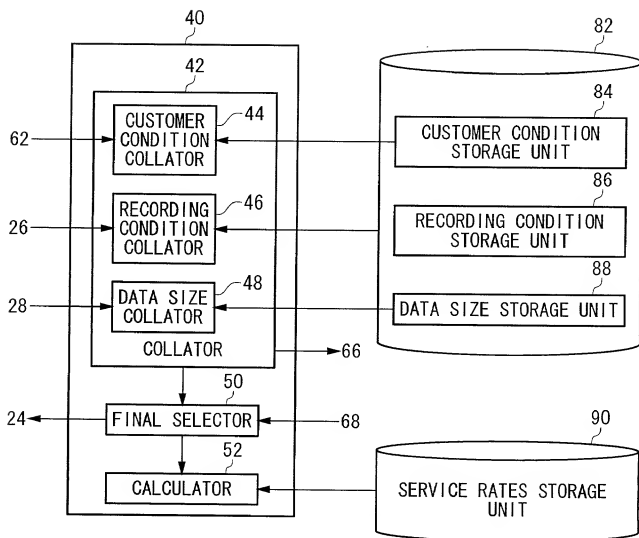 40
82
42
84
CUSTOMER
CONDITION
COLLATOR
44
62
CUSTOMER CONDITION
STORAGE UNIT
86
RECORDING
CONDITION
COLLATOR
46
26
RECORDING CONDITION
STORAGE UNIT
88
DATA SIZE
COLLATOR
48
28
DATA SIZE STORAGE UNIT
COLLATOR
66
50
24
FINAL SELECTOR
68
90
52
CALCULATOR
SERVICE RATES STORAGE
UNIT